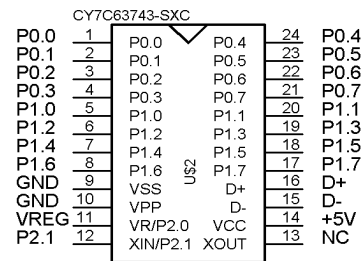 CY7C63743-SXC
P0.0 1 P0.0 P0.4 24 P0.4
P0.1 2 P0.1 P0.5 23 P0.5
P0.2 3 P0.2 P0.6 22 P0.6
P0.3 4 P0.3 P0.7 21 P0.7
P1.0 5 P1.0 P1.1 20 P1.1
P1.2 6 P1.2 P1.3 19 P1.3
P1.4 7 P1.4 P1.5 18 P1.5
P1.6 8 P1.6 P1.7 17 P1.7
GND 9 VSS D+ 16 D+
GND 10 VPP D- 15 D-
VREG 11 VR/P2.0 VCC 14 +5V
P2.1 12 XIN/P2.1 XOUT 13 NC
U$2